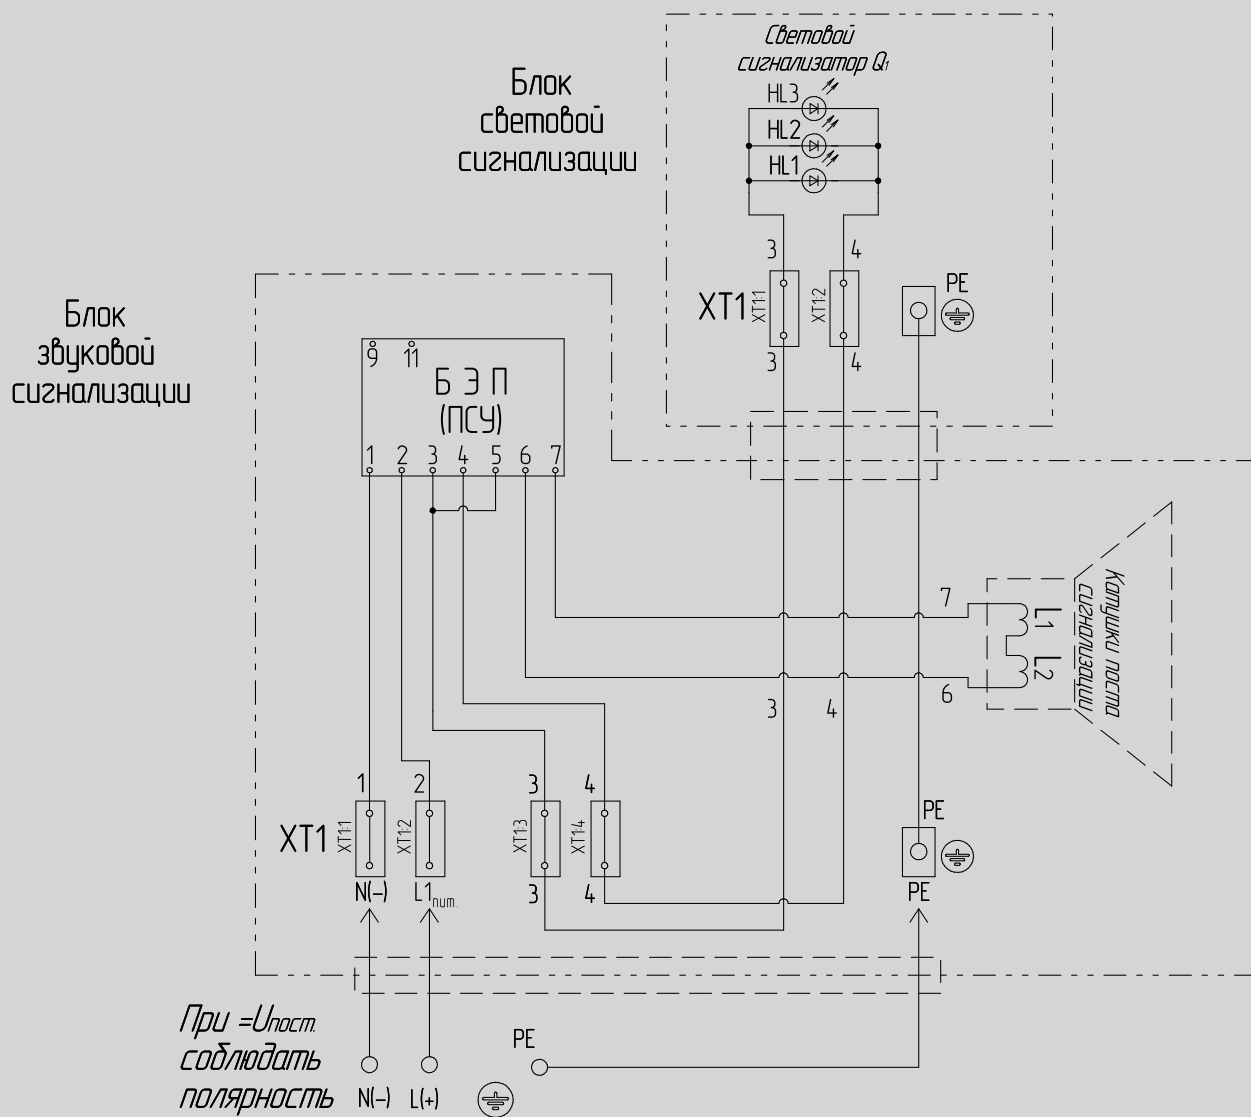 Световой
сигнализатор Q1
Блок
световой
сигнализации
HL3
HL2
HL1
3 4
XT1 XT1:1 XT1:2 PE
3 4
Блок
звуковой
сигнализации
9 11
Б Э П
(ПСУ)
1 2 3 4 5 6 7
7
L1
L2
Катушки поста
сигнализации
6
3 4
1 2 3 4
PE
XT1 XT1:1 XT1:2 XT1:3 XT1:4
N(-) L1пит. 3 4 PE
При =Uпост.
соблюдать
полярность
PE
N(-) L(+)